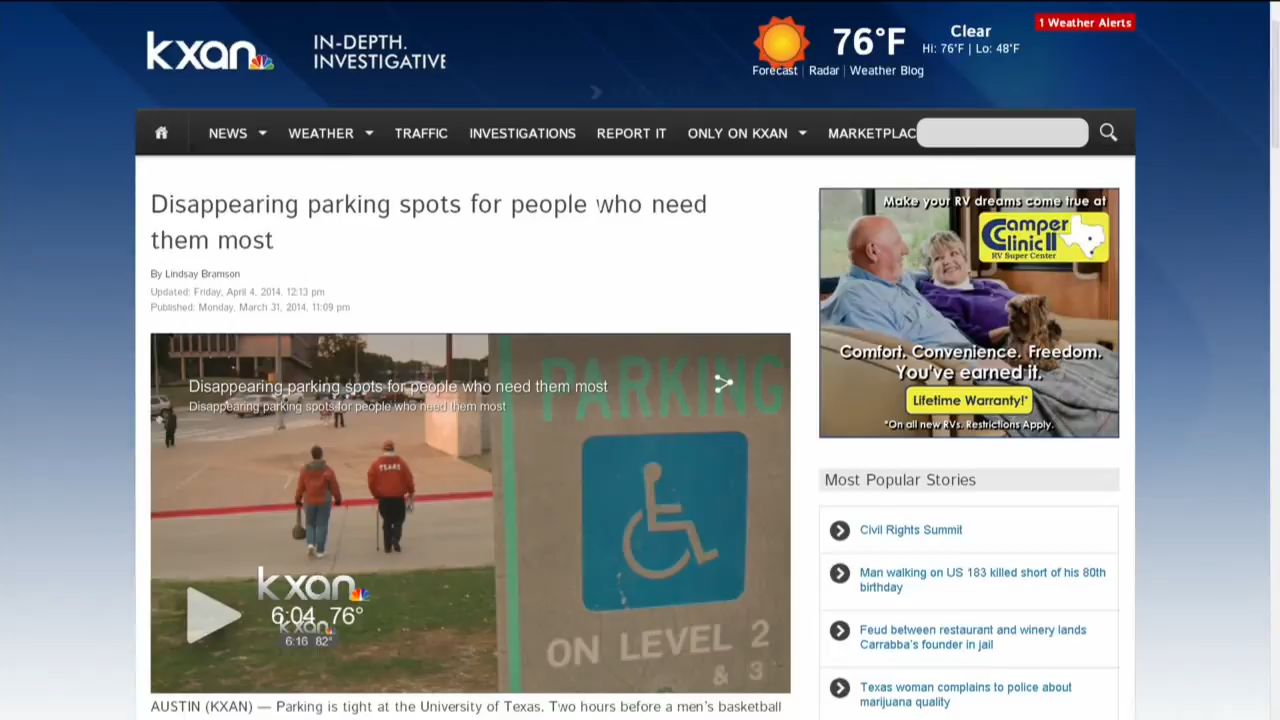 kxan
IN-DEPTH.
INVESTIGATIVE
76°F
Clear
Hi: 76°F | Lo: 48°F
1 Weather Alerts
Forecast | Radar | Weather Blog
NEWS
WEATHER
TRAFFIC
INVESTIGATIONS
REPORT IT
ONLY ON KXAN
MARKETPLAC
Disappearing parking spots for people who need
them most
By Lindsay Bramson
Updated: Friday, April 4, 2014, 12:13 pm
Published: Monday, March 31, 2014, 11:09 pm
PARKING
Disappearing parking spots for people who need them most
Disappearing parking spots for people who need them most
TEXAS
kxan
6:04 76°
kxan
6:16 82°
ON LEVEL 2
& 3
AUSTIN (KXAN) — Parking is tight at the University of Texas. Two hours before a men's basketball
Make your RV dreams come true at
Camper
Clinic II
RV Super Center
Comfort. Convenience. Freedom.
You've earned it.
Lifetime Warranty!*
*On all new RVs. Restrictions Apply.
Most Popular Stories
Civil Rights Summit
Man walking on US 183 killed short of his 80th
birthday
Feud between restaurant and winery lands
Carrabba's founder in jail
Texas woman complains to police about
marijuana quality